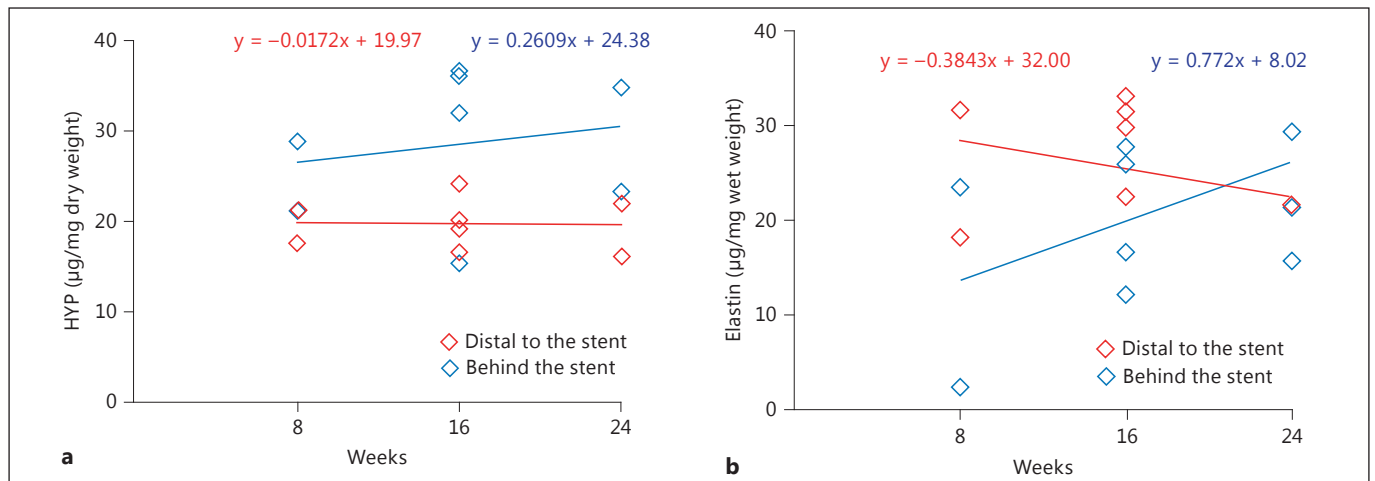 y = −0.0172x + 19.97
y = 0.2609x + 24.38
40
30
20
10
0
HYP (μg/mg dry weight)
Distal to the stent
Behind the stent
8 16 24
Weeks
a
y = −0.3843x + 32.00
y = 0.772x + 8.02
40
30
20
10
0
Elastin (μg/mg wet weight)
Distal to the stent
Behind the stent
8 16 24
Weeks
b